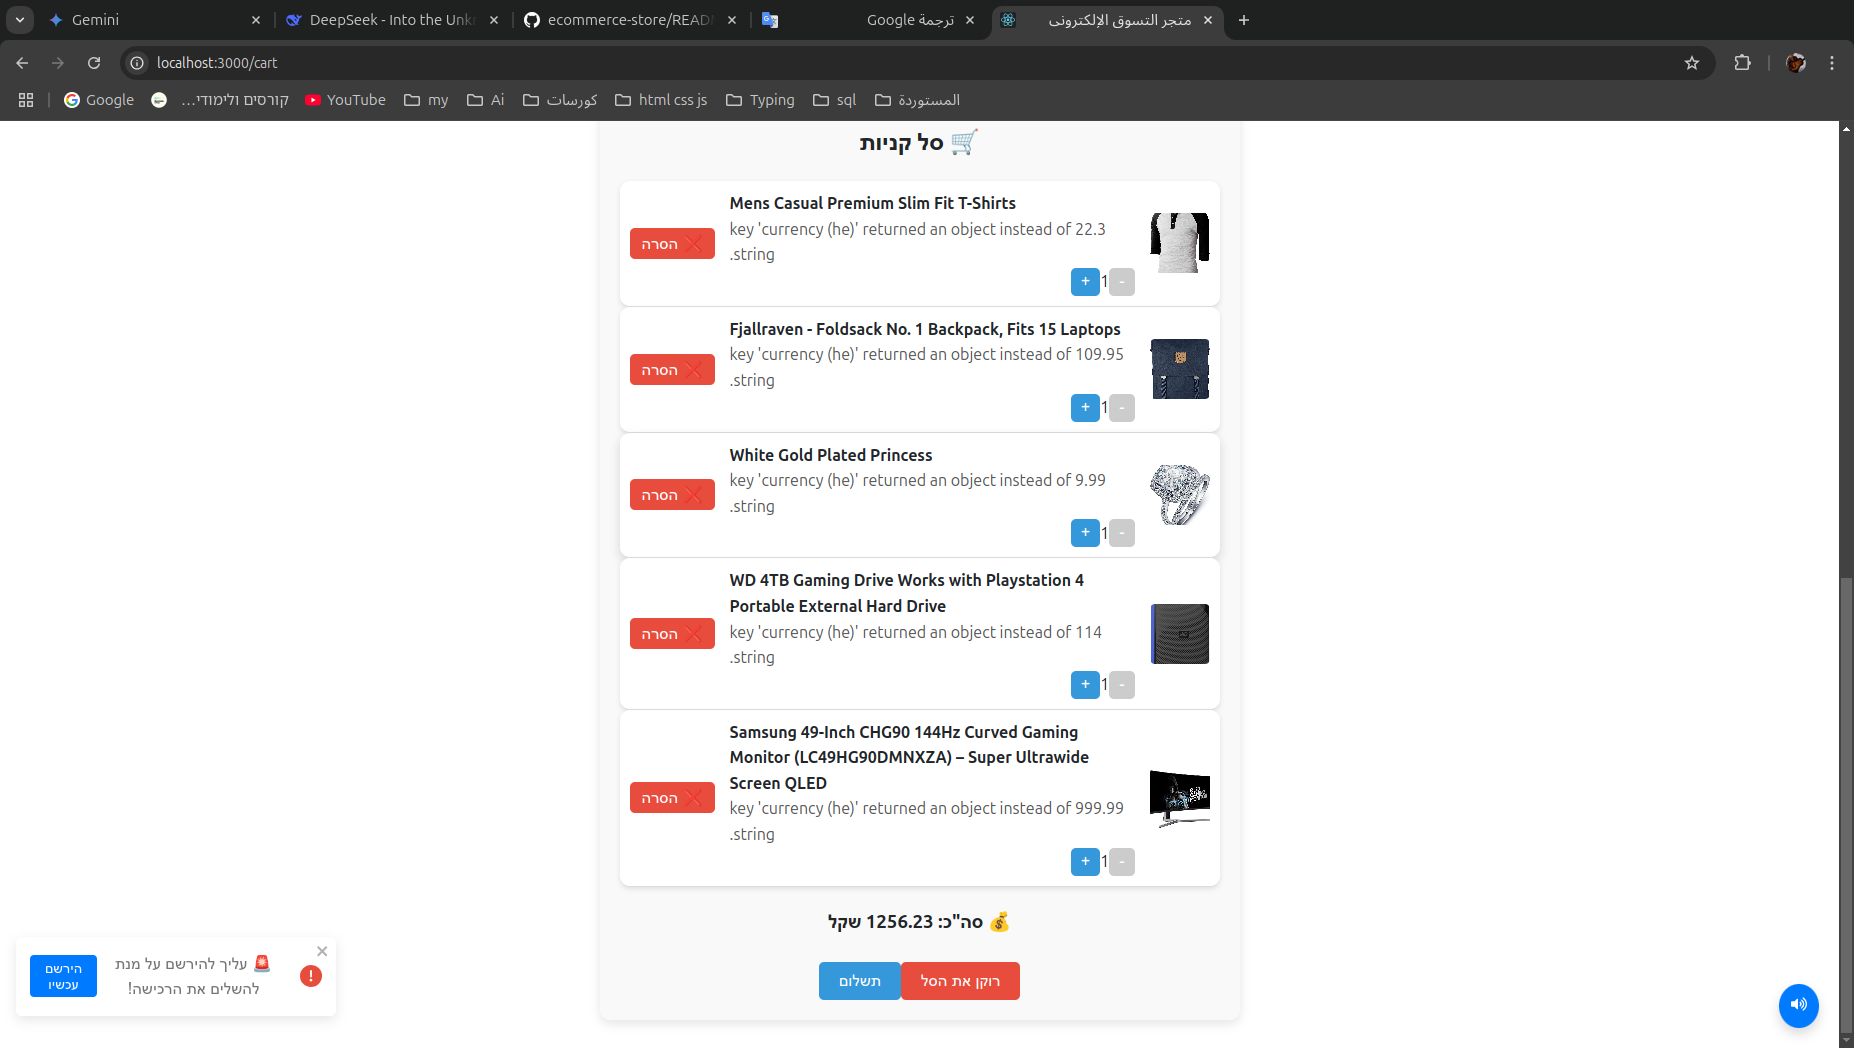 Gemini
DeepSeek - Into the Unkn
ecommerce-store/READM
ترجمة Google
متجر التسوق الإلكتروني
localhost:3000/cart
Google
קורסים ולימודי...
YouTube
my
Ai
كورسات
html css js
Typing
sql
المستوردة
🛒 סל קניות
Mens Casual Premium Slim Fit T-Shirts
key 'currency (he)' returned an object instead of 22.3
.string
+ 1 -
❌ הסרה
Fjallraven - Foldsack No. 1 Backpack, Fits 15 Laptops
key 'currency (he)' returned an object instead of 109.95
.string
+ 1 -
❌ הסרה
White Gold Plated Princess
key 'currency (he)' returned an object instead of 9.99
.string
+ 1 -
❌ הסרה
WD 4TB Gaming Drive Works with Playstation 4
Portable External Hard Drive
key 'currency (he)' returned an object instead of 114
.string
+ 1 -
❌ הסרה
Samsung 49-Inch CHG90 144Hz Curved Gaming
Monitor (LC49HG90DMNXZA) – Super Ultrawide
Screen QLED
key 'currency (he)' returned an object instead of 999.99
.string
+ 1 -
❌ הסרה
💰 סה"כ: 1256.23 שקל
רוקן את הסל
תשלום
🚨 עליך להירשם על מנת
להשלים את הרכישה!
הירשם
עכשיו